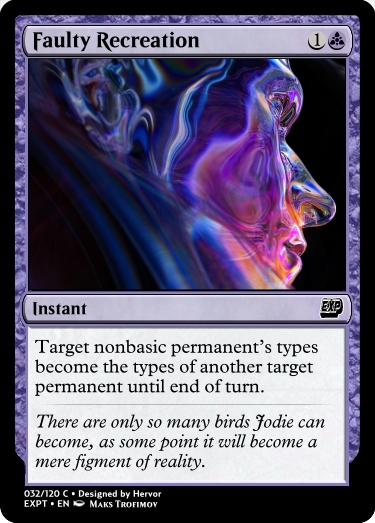 Faulty Recreation
1
EXP
Instant
Target nonbasic permanent's types
become the types of another target
permanent until end of turn.
There are only so many birds Jodie can
become, as some point it will become a
mere figment of reality.
032/120 C • Designed by Hervor
EXPT • EN Maks Trofimov